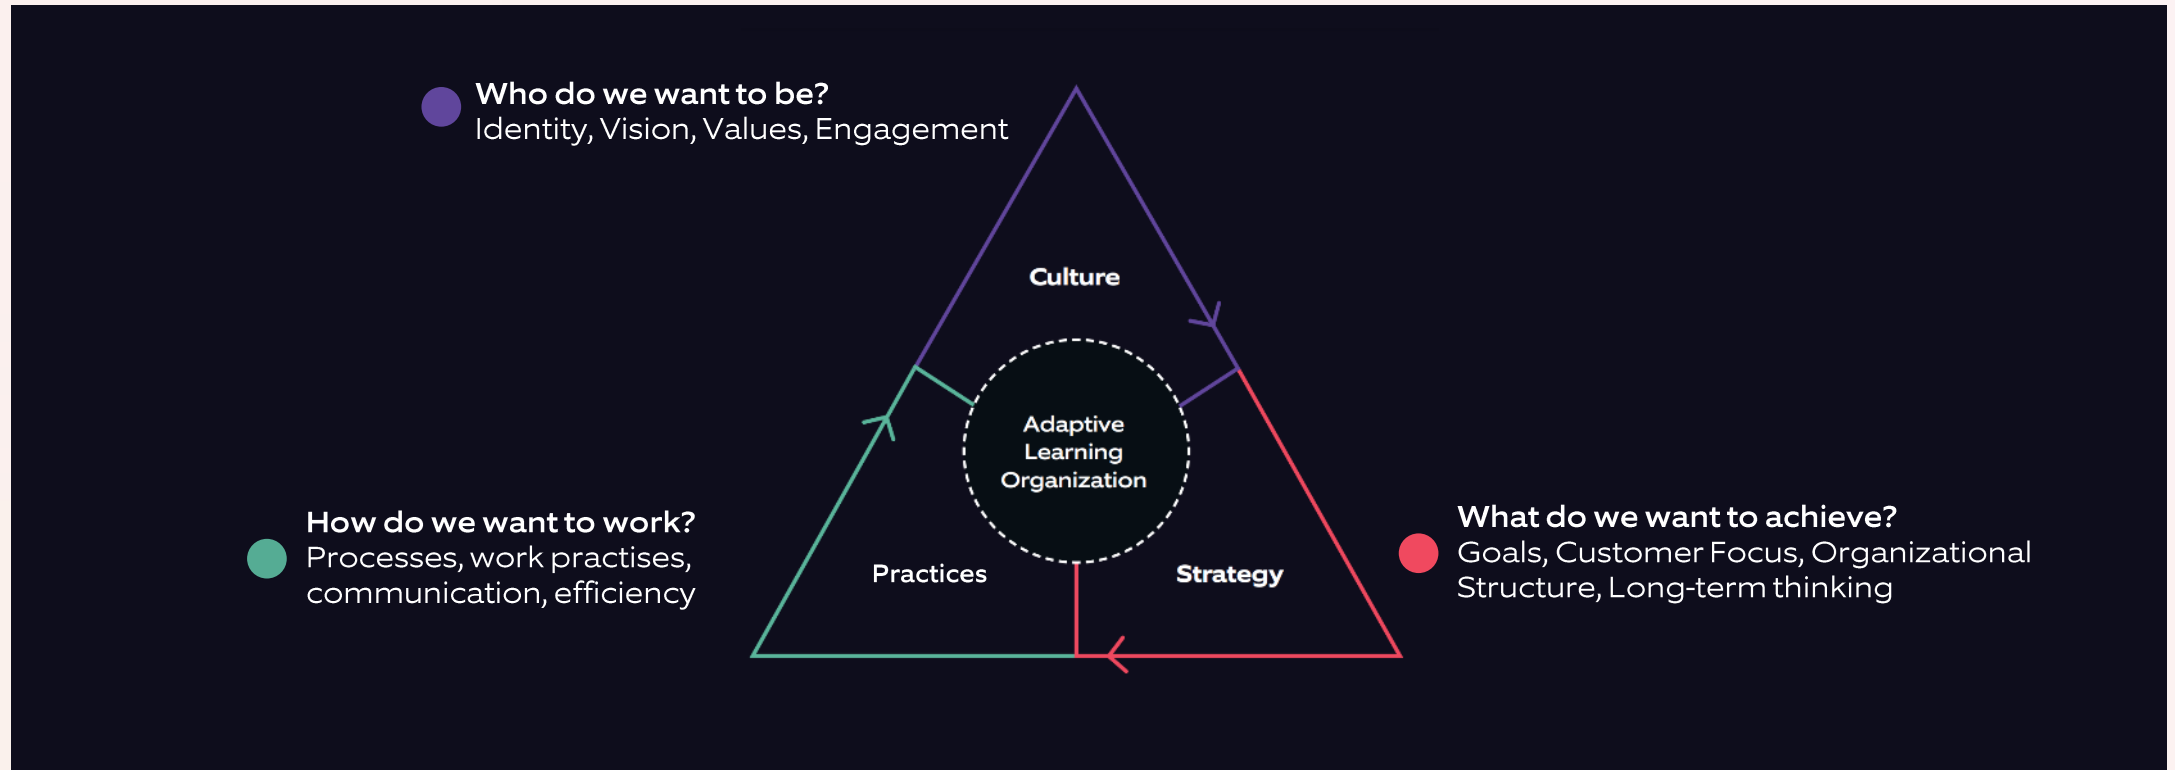 Who do we want to be?
Identity, Vision, Values, Engagement
Culture
Adaptive
Learning
Organization
How do we want to work?
Processes, work practises,
communication, efficiency
Practices
Strategy
What do we want to achieve?
Goals, Customer Focus, Organizational
Structure, Long-term thinking